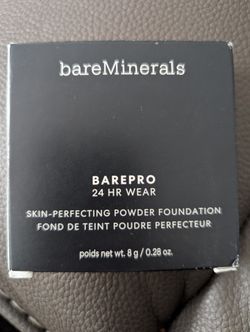 bareMinerals
BAREPRO
24 HR WEAR
SKIN-PERFECTING POWDER FOUNDATION
FOND DE TEINT POUDRE PERFECTEUR
poids net wt. 8 g / 0.28 oz.